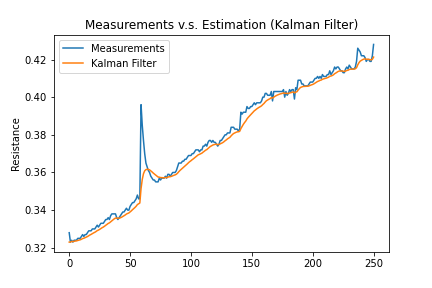 Measurements v.s. Estimation (Kalman Filter)
Measurements
Kalman Filter
Resistance
0.42
0.40
0.38
0.36
0.34
0.32
0 50 100 150 200 250